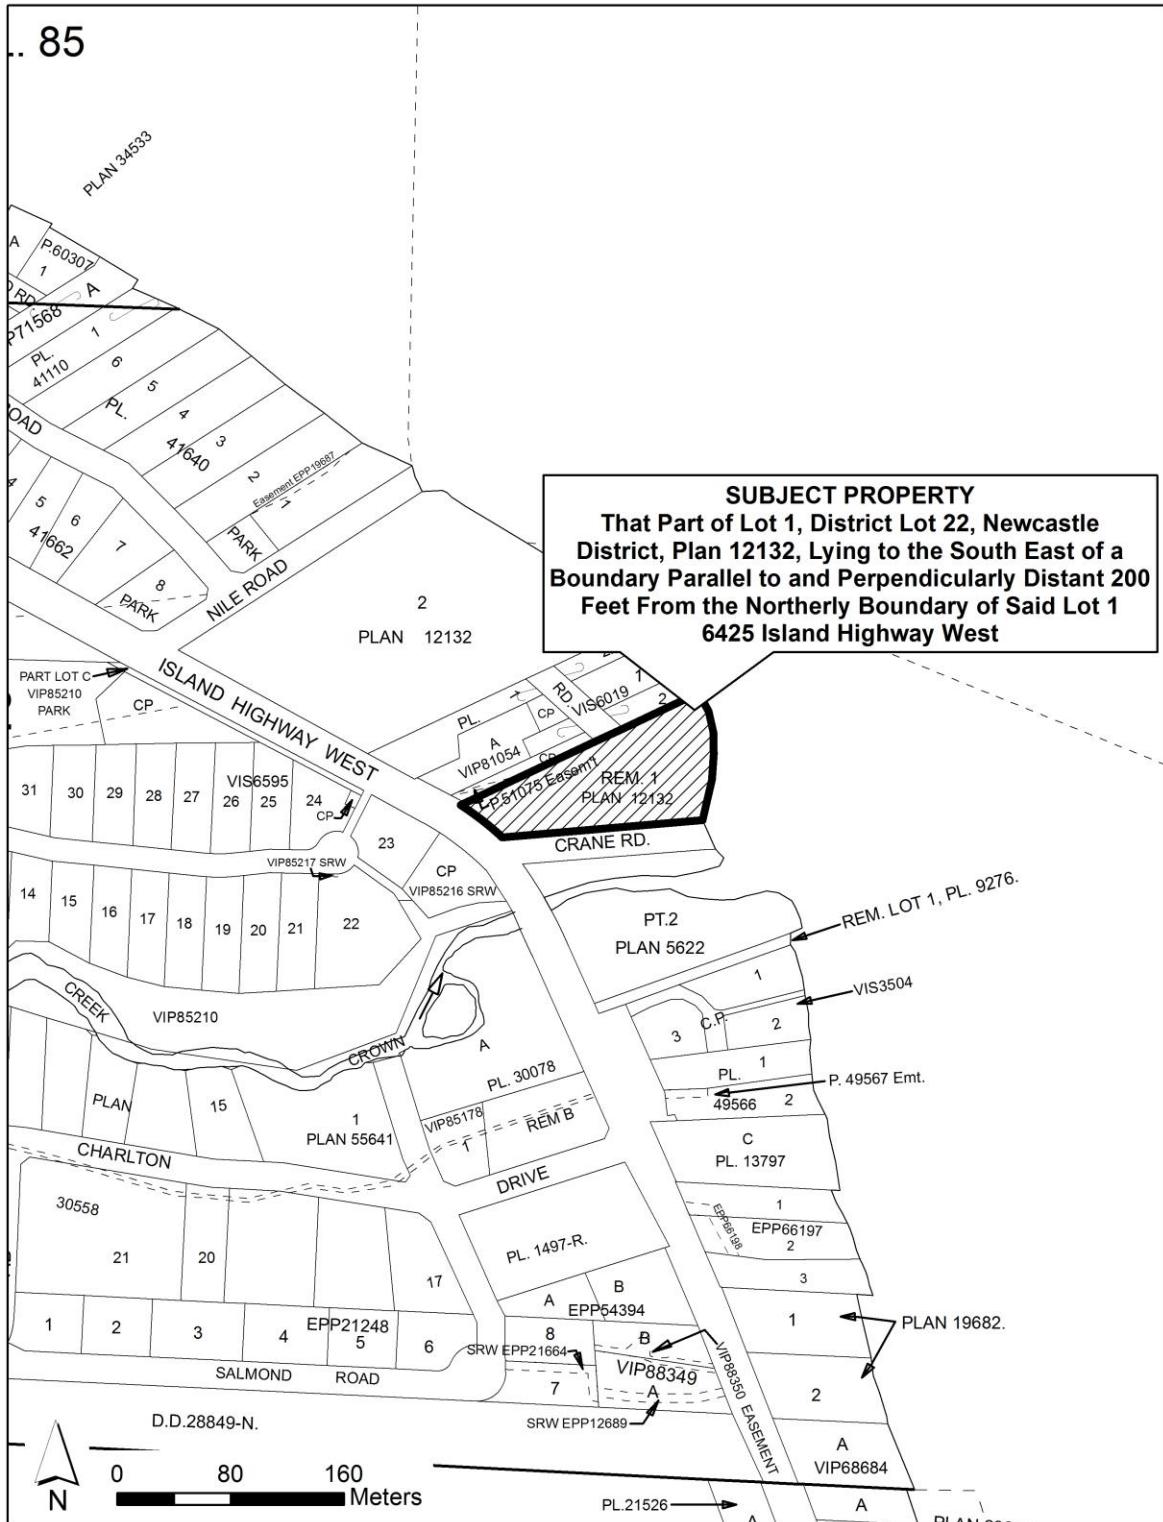 .. 85
PLAN 34533
A
P.60307
1
RD.
A
P71568
1
PL.
41110
6
5
PL.
4
41640
3
2
Easement EPP19687
1
OAD
4
5
6
41662
7
PARK
8
PARK
NILE ROAD
2
PLAN 12132
SUBJECT PROPERTY
That Part of Lot 1, District Lot 22, Newcastle
District, Plan 12132, Lying to the South East of a
Boundary Parallel to and Perpendicularly Distant 200
Feet From the Northerly Boundary of Said Lot 1
6425 Island Highway West
PART LOT C
VIP85210
PARK
CP
ISLAND HIGHWAY WEST
PL.
1
RD.
2
1
VIS6019
2
CP
A
VIP81054
CP
P.51075 Easem't
REM. 1
PLAN 12132
CRANE RD.
31
30
29
28
27
VIS6595
26
25
24
CP
23
CP
VIP85216 SRW
VIP85217 SRW
14
15
16
17
18
19
20
21
22
PT.2
PLAN 5622
REM. LOT 1, PL. 9276.
1
VIS3504
C.P.
3
2
CREEK
VIP85210
CROWN
A
PL. 30078
PL.
1
P. 49567 Emt.
49566
2
PLAN
15
1
PLAN 55641
VIP85178
1
REM B
C
PL. 13797
CHARLTON
DRIVE
30558
21
20
17
PL. 1497-R.
1
EPP66197
EPP66198
2
3
1
2
3
4
EPP21248
5
6
A
B
EPP54394
8
B
SRW EPP21664
VIP88349
7
A
SRW EPP12689
VIP88350 EASEMENT
1
PLAN 19682.
2
SALMOND ROAD
D.D.28849-N.
A
VIP68684
N
0 80 160
Meters
PL.21526
A
A